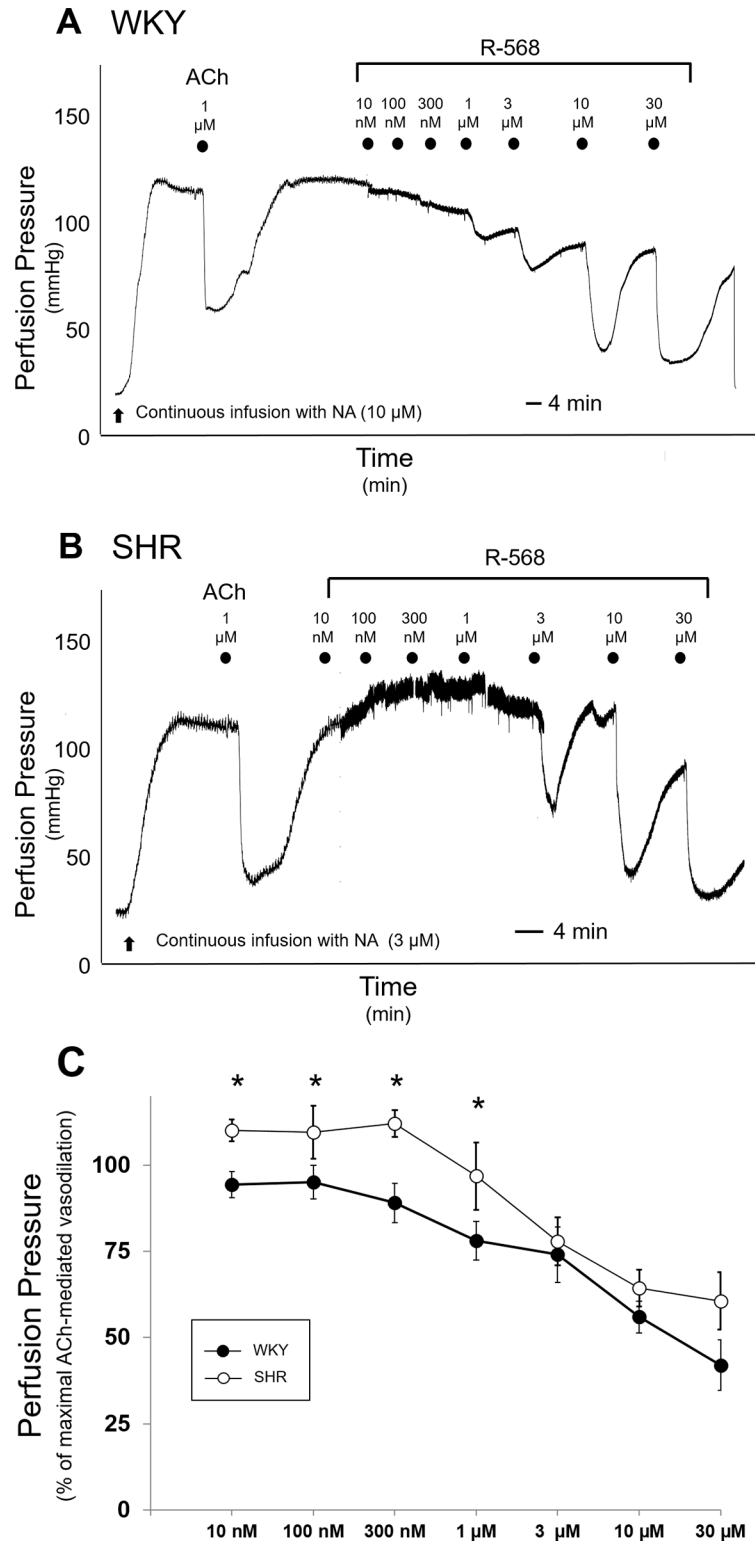 A WKY
R-568
ACh
1 10 100 300 1 3 10 30
µM nM nM nM µM µM µM µM
150
100
50
0
Perfusion Pressure
(mmHg)
Continuous infusion with NA (10 µM)
4 min
Time
(min)
B SHR
R-568
ACh
1 10 100 300 1 3 10 30
µM nM nM nM µM µM µM µM
150
100
50
0
Perfusion Pressure
(mmHg)
Continuous infusion with NA (3 µM)
4 min
Time
(min)
C
* * * *
100
75
50
25
0
Perfusion Pressure
(% of maximal ACh-mediated vasodilation)
WKY
SHR
10 nM 100 nM 300 nM 1 µM 3 µM 10 µM 30 µM